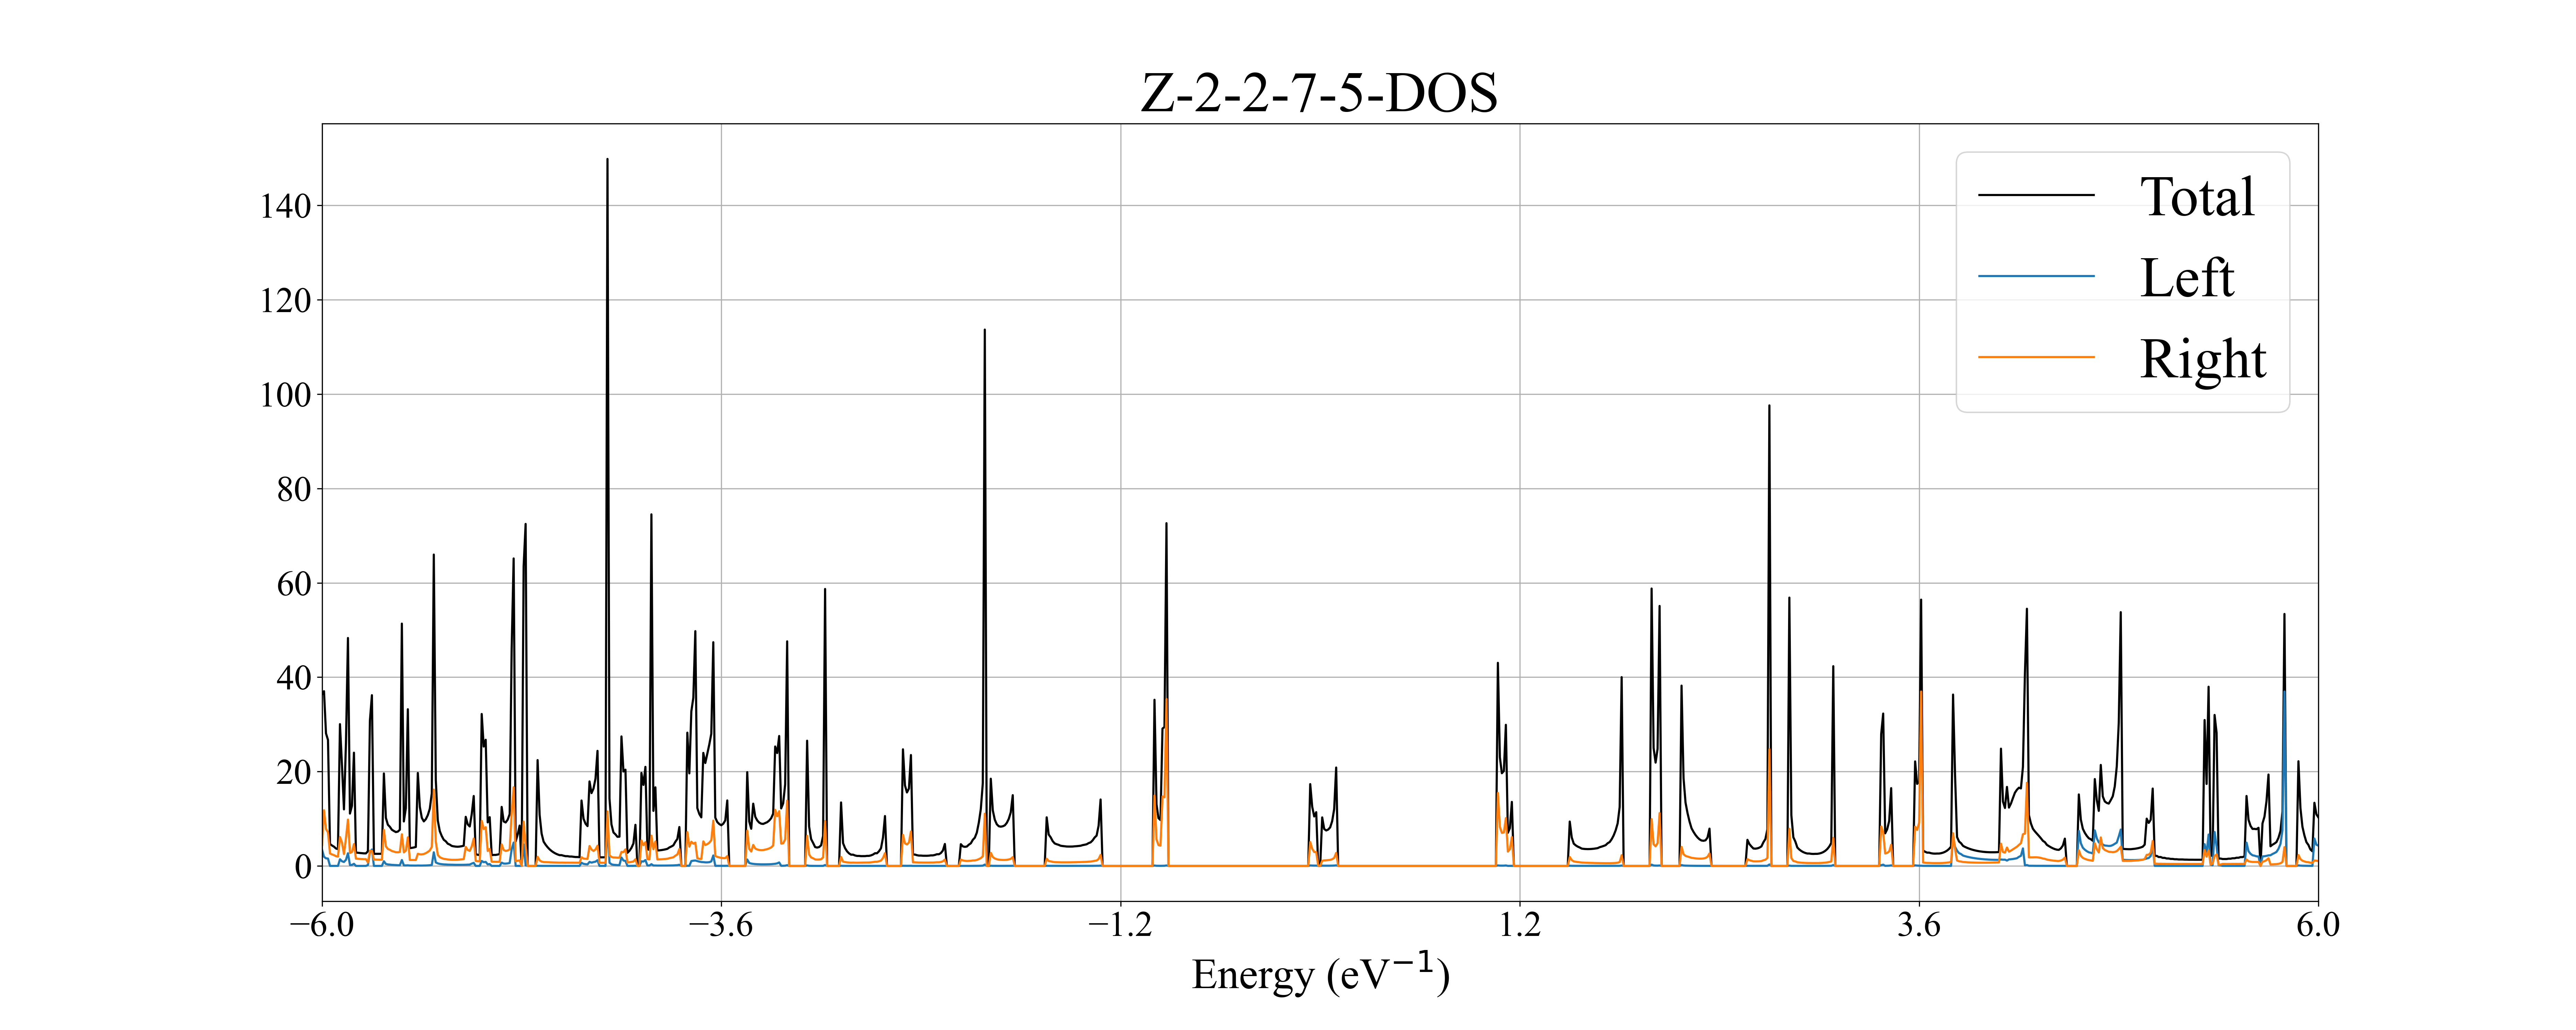 Z-2-2-7-5-DOS
140
120
100
80
60
40
20
0
Total
Left
Right
−6.0 −3.6 −1.2 1.2 3.6 6.0
Energy (eV⁻¹)